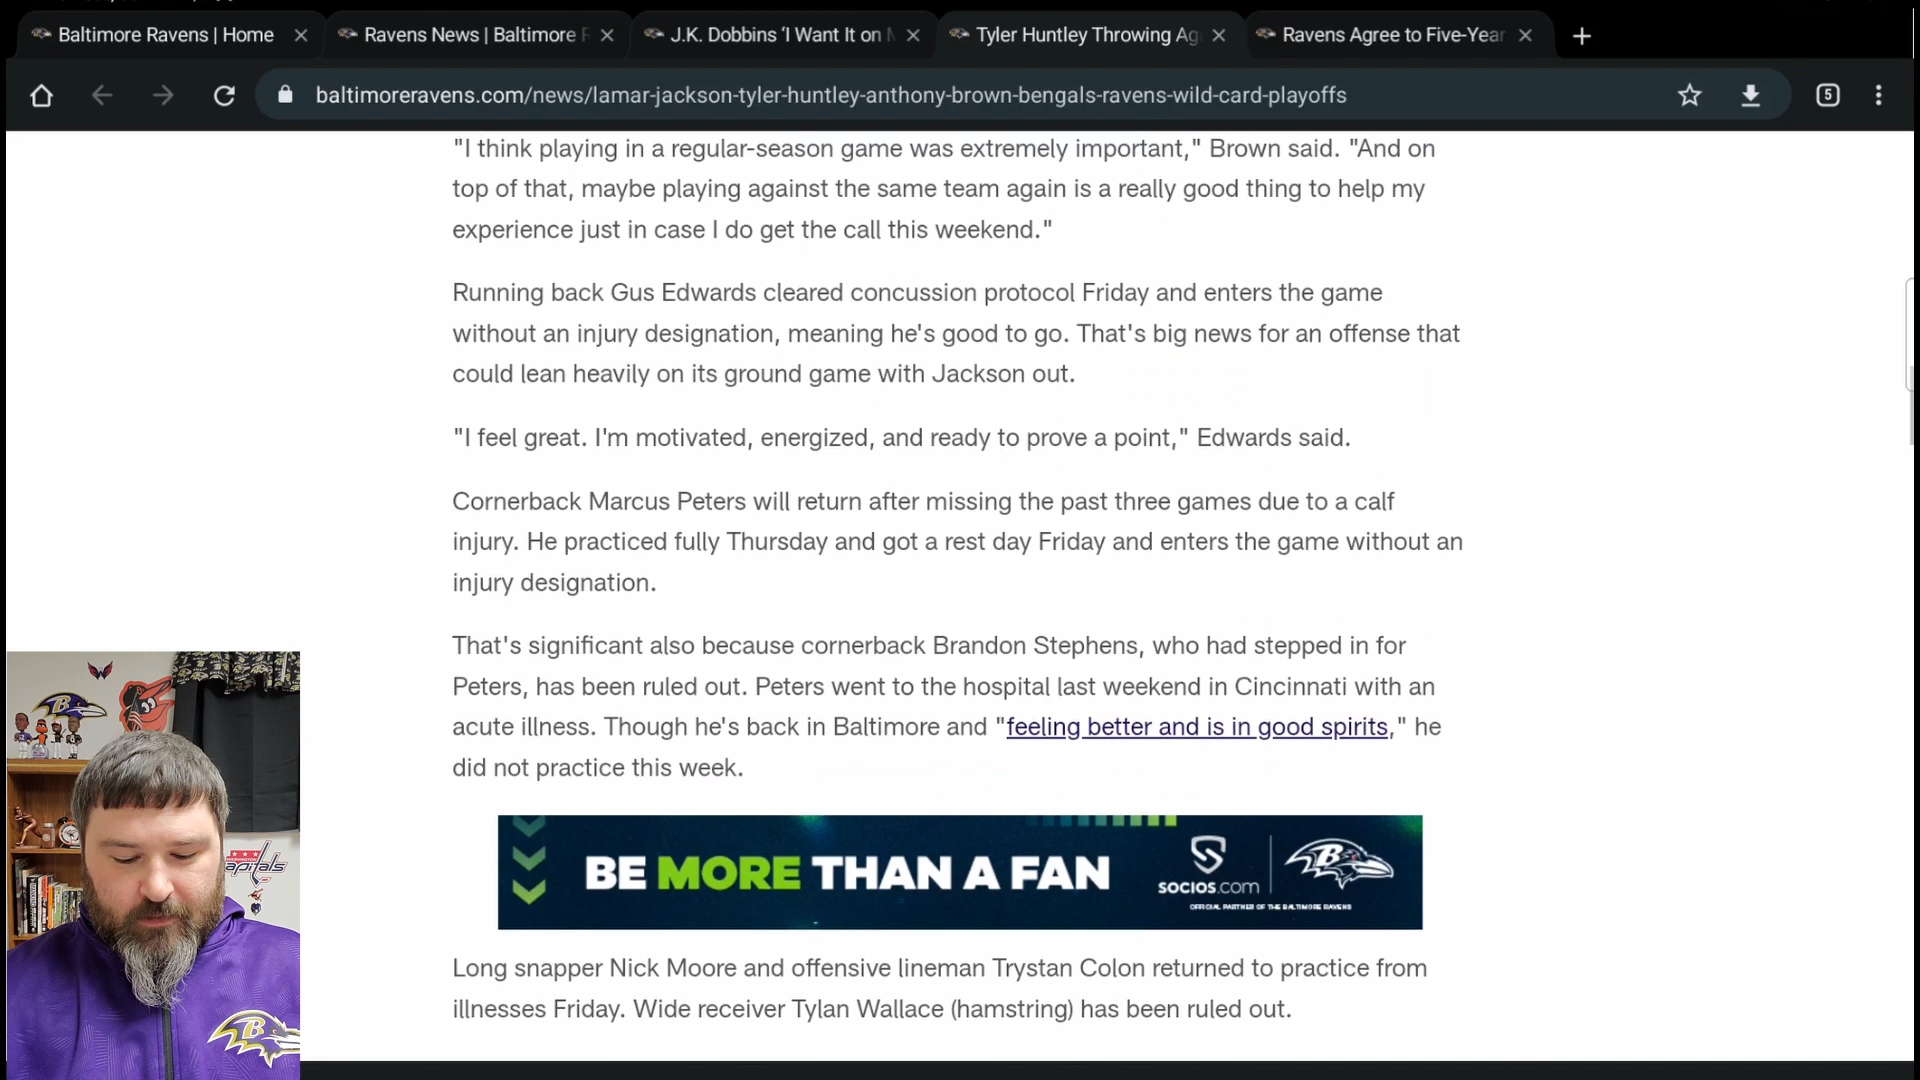 Baltimore Ravens | Home
Ravens News | Baltimore R
J.K. Dobbins 'I Want It on M
Tyler Huntley Throwing Ag
Ravens Agree to Five-Year
baltimoreravens.com/news/lamar-jackson-tyler-huntley-anthony-brown-bengals-ravens-wild-card-playoffs
5
"I think playing in a regular-season game was extremely important," Brown said. "And on
top of that, maybe playing against the same team again is a really good thing to help my
experience just in case I do get the call this weekend."
Running back Gus Edwards cleared concussion protocol Friday and enters the game
without an injury designation, meaning he's good to go. That's big news for an offense that
could lean heavily on its ground game with Jackson out.
"I feel great. I'm motivated, energized, and ready to prove a point," Edwards said.
Cornerback Marcus Peters will return after missing the past three games due to a calf
injury. He practiced fully Thursday and got a rest day Friday and enters the game without an
injury designation.
That's significant also because cornerback Brandon Stephens, who had stepped in for
Peters, has been ruled out. Peters went to the hospital last weekend in Cincinnati with an
acute illness. Though he's back in Baltimore and "feeling better and is in good spirits," he
did not practice this week.
BE MORE THAN A FAN
socios.com
OFFICIAL PARTNER OF THE BALTIMORE RAVENS
B
Long snapper Nick Moore and offensive lineman Trystan Colon returned to practice from
illnesses Friday. Wide receiver Tylan Wallace (hamstring) has been ruled out.
B
apitals
B